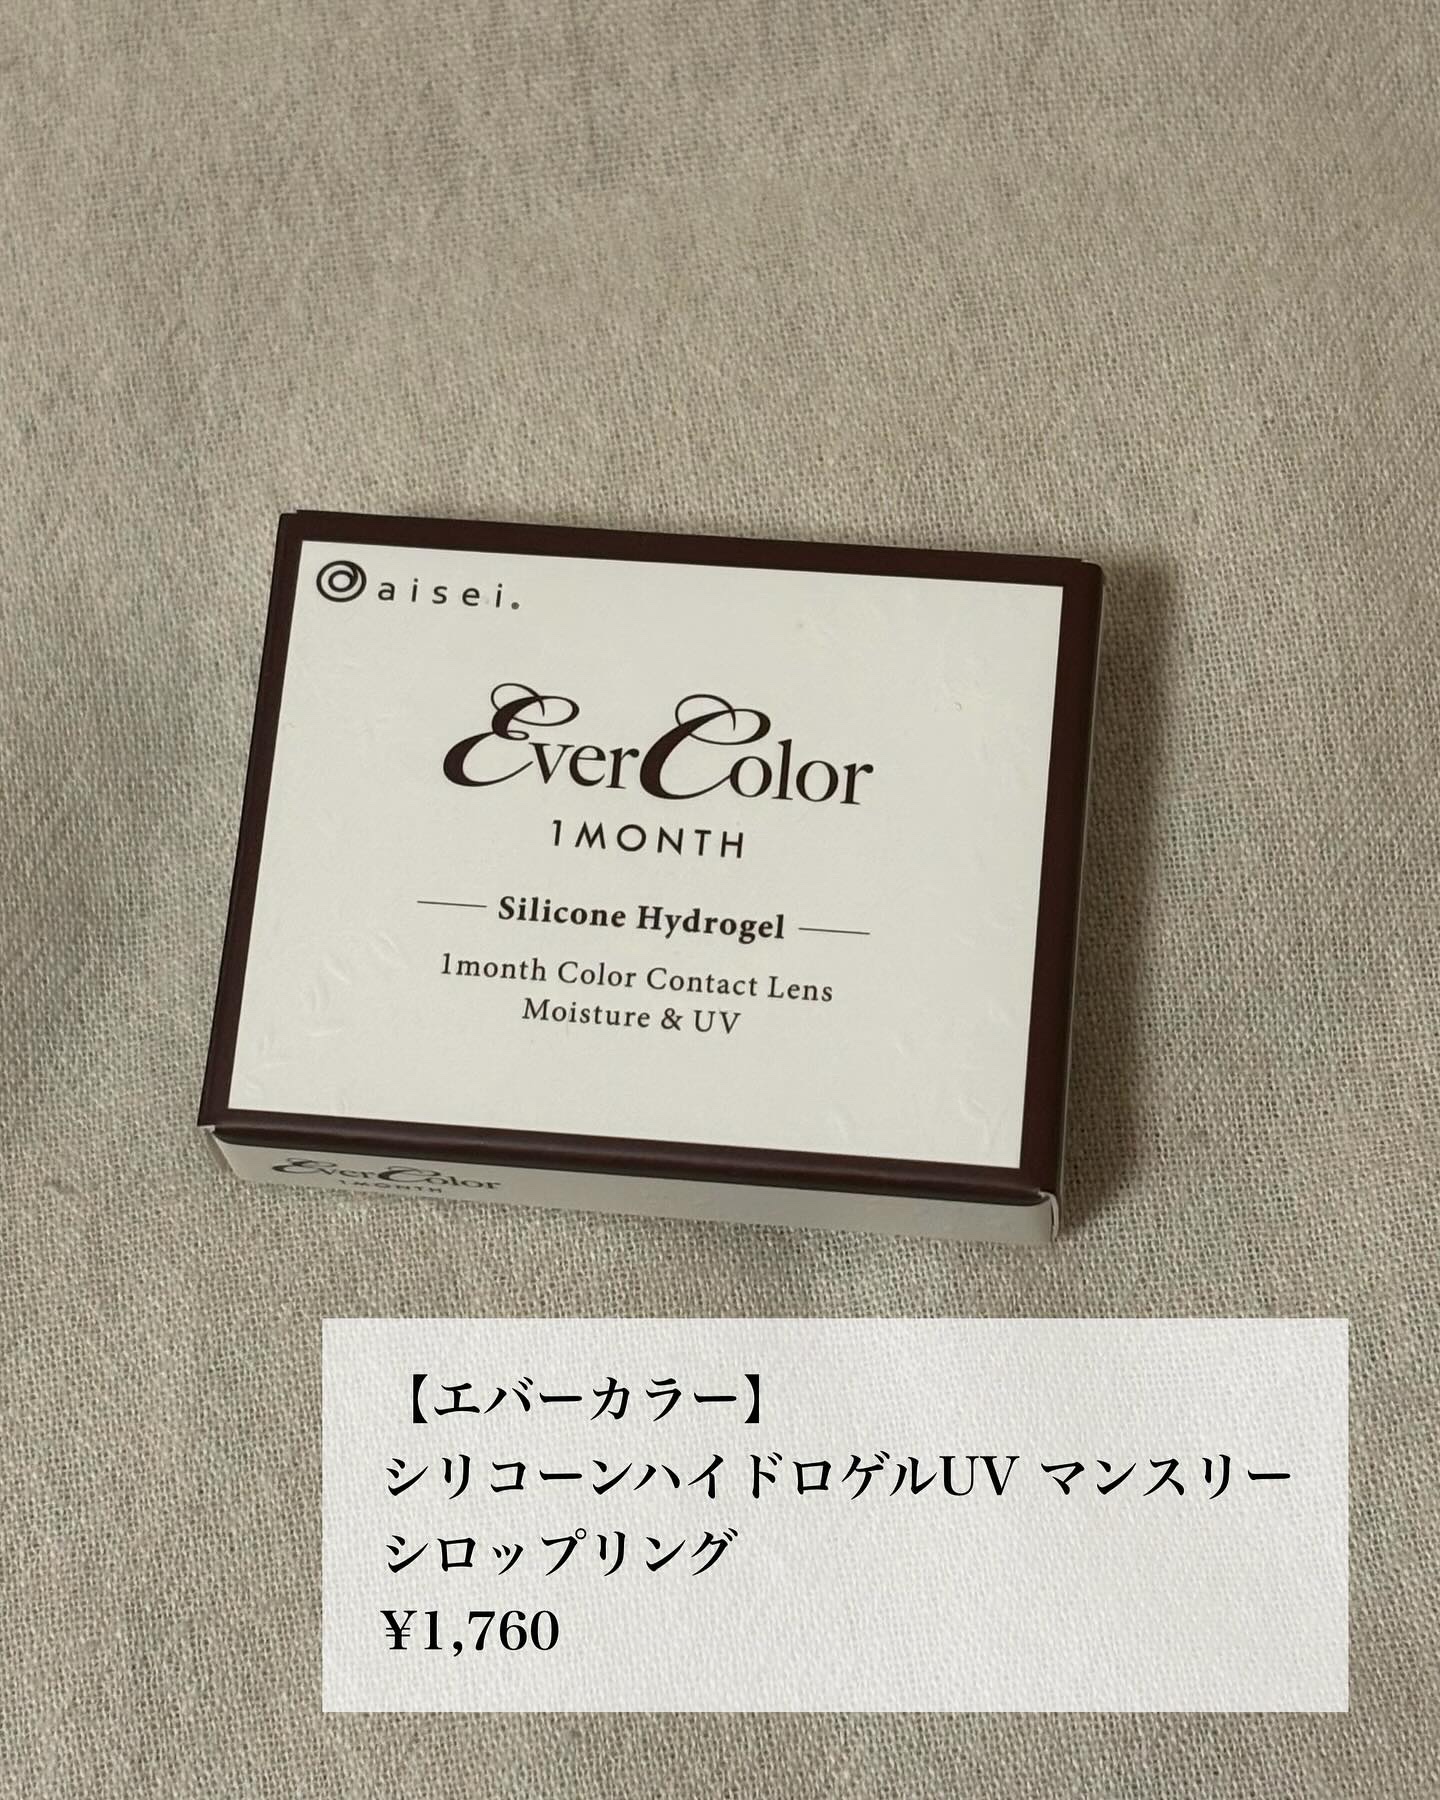 aisei.
EverColor
1MONTH
Silicone Hydrogel
1month Color Contact Lens
Moisture & UV
EverColor
1MONTH
【エバーカラー】
シリコーンハイドロゲルUV マンスリー
シロップリング
¥1,760